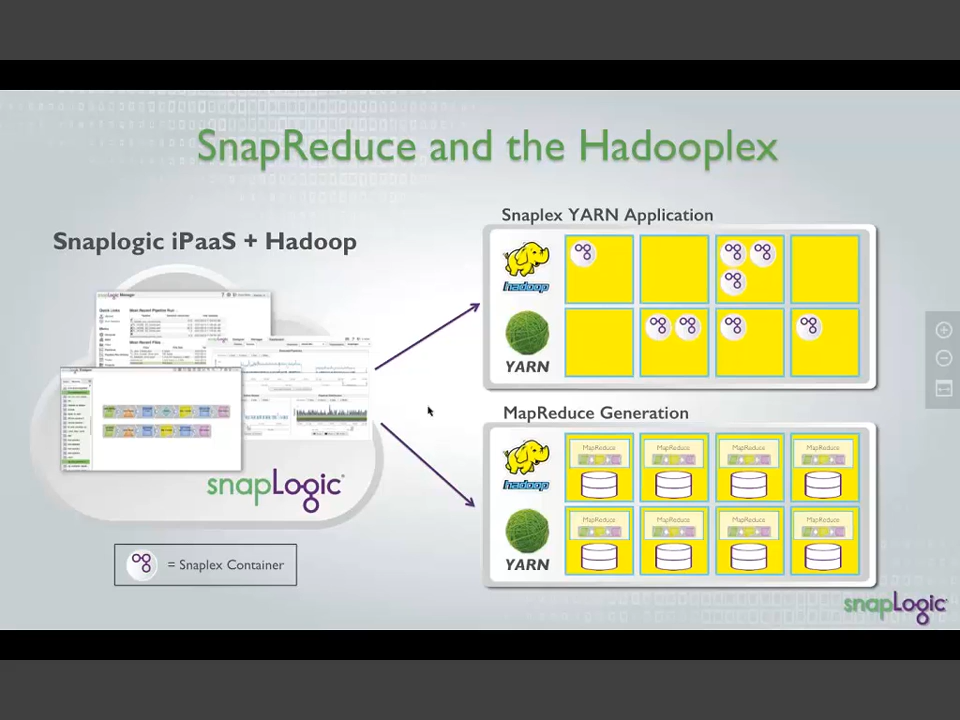 SnapReduce and the Hadooplex
Snaplogic iPaaS + Hadoop
snapLogic
= Snaplex Container
Snaplex YARN Application
hadoop
YARN
MapReduce Generation
hadoop
YARN
MapReduce MapReduce MapReduce MapReduce
MapReduce MapReduce MapReduce MapReduce
snapLogic